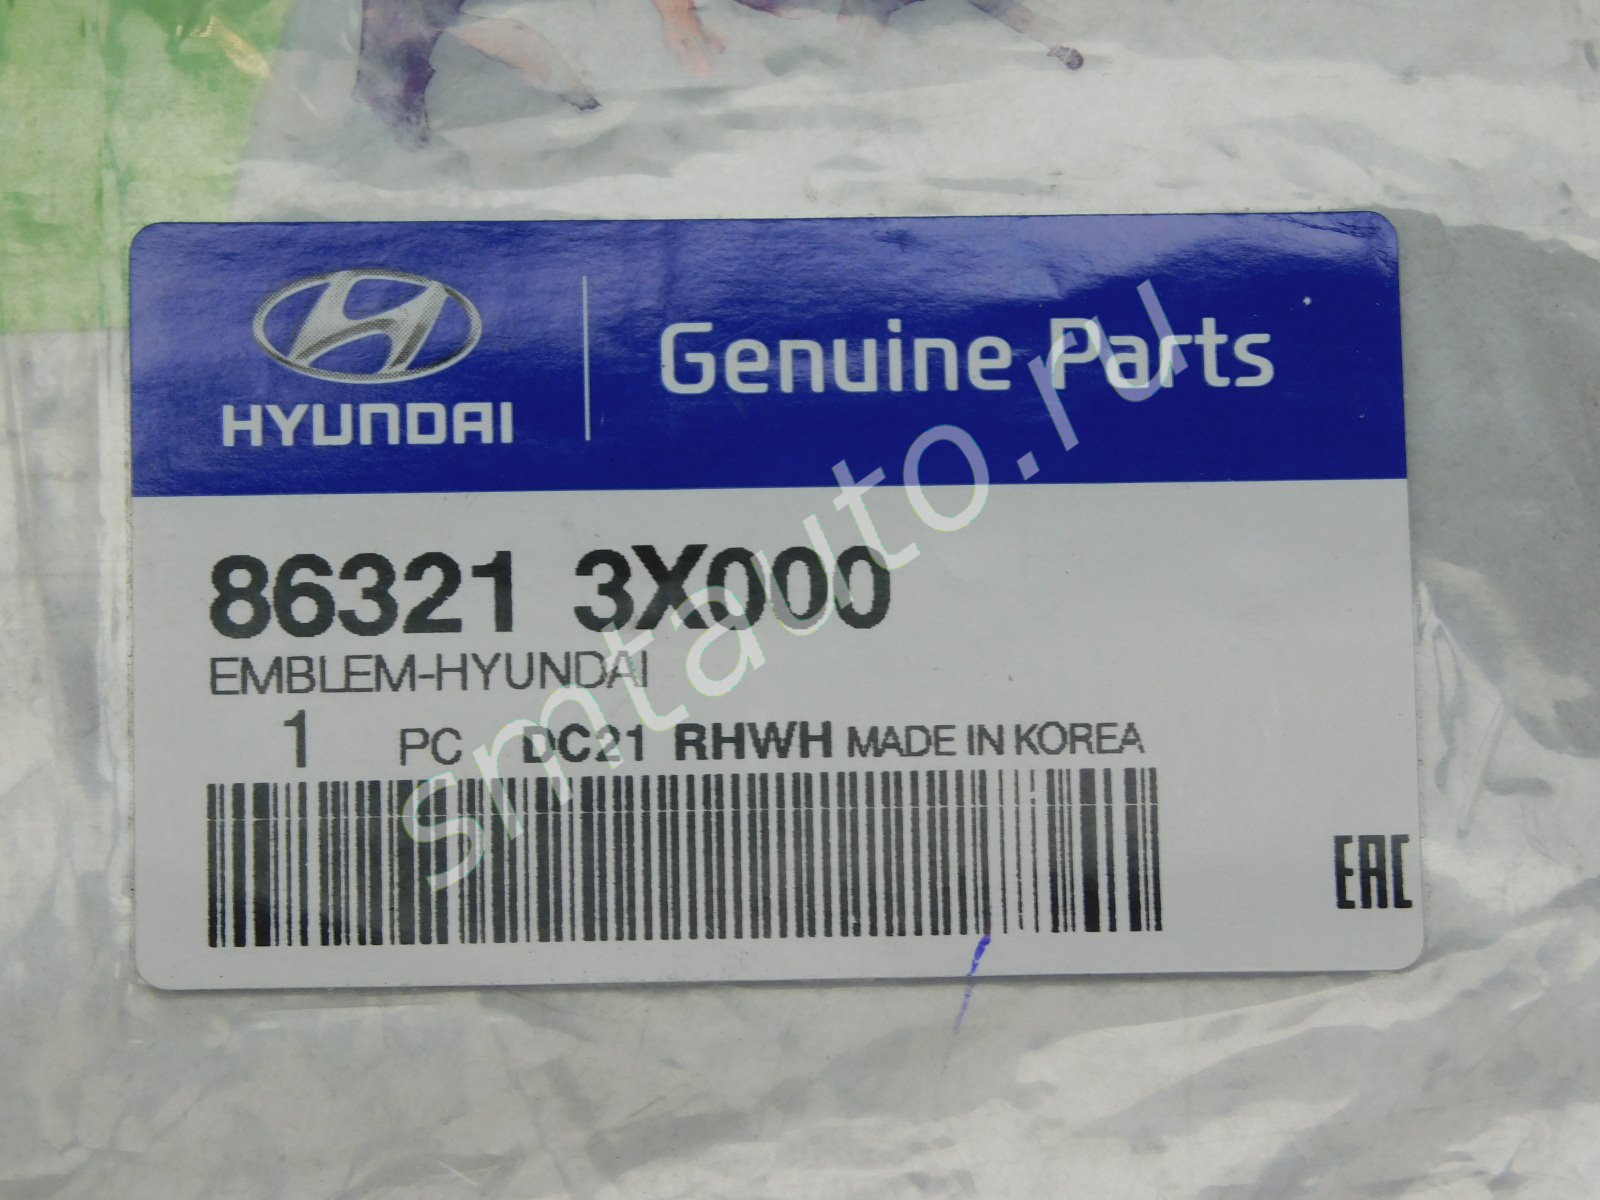 HYUNDAI
Genuine Parts
86321 3X000
EMBLEM-HYUNDAI
1 PC DC21 RHWH MADE IN KOREA
EAC
smtauto.ru